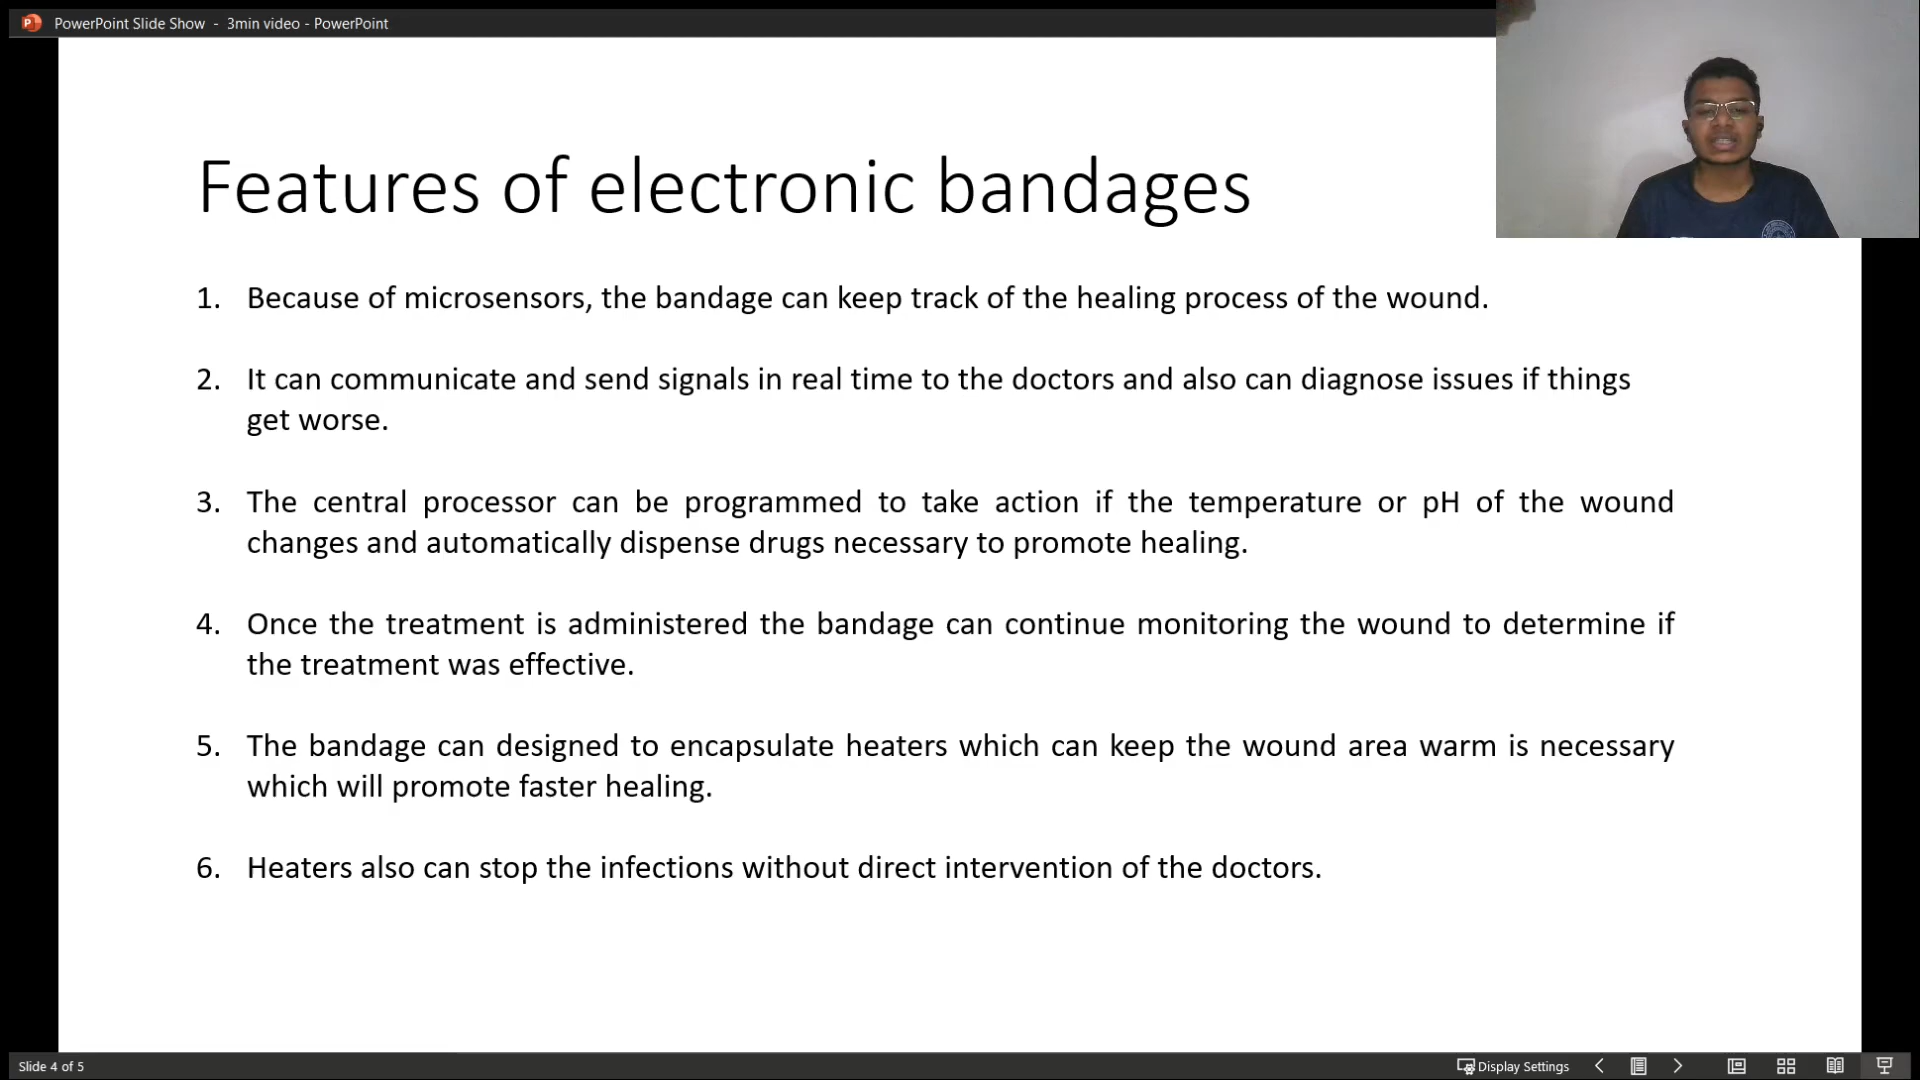 PowerPoint Slide Show - 3min video - PowerPoint
Features of electronic bandages
1. Because of microsensors, the bandage can keep track of the healing process of the wound.
2. It can communicate and send signals in real time to the doctors and also can diagnose issues if things
get worse.
3. The central processor can be programmed to take action if the temperature or pH of the wound
changes and automatically dispense drugs necessary to promote healing.
4. Once the treatment is administered the bandage can continue monitoring the wound to determine if
the treatment was effective.
5. The bandage can designed to encapsulate heaters which can keep the wound area warm is necessary
which will promote faster healing.
6. Heaters also can stop the infections without direct intervention of the doctors.
Slide 4 of 5
Display Settings